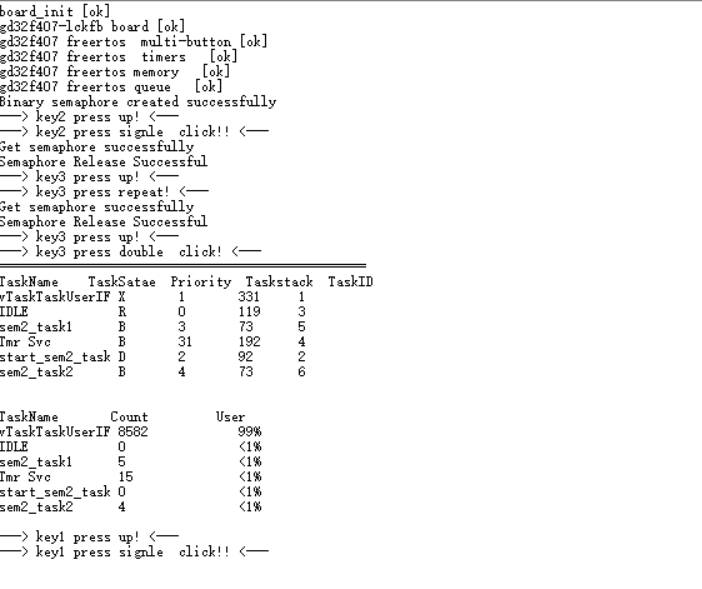 board_init [ok]
gd32f407-lckfb board [ok]
gd32f407 freertos  multi-button [ok]
gd32f407 freertos  timers   [ok]
gd32f407 freertos memory   [ok]
gd32f407 freertos queue   [ok]
Binary semaphore created successfully
——> key2 press up! <——
——> key2 press signle  click!! <——
Get semaphore successfully
Semaphore Release Successful
——> key3 press up! <——
——> key3 press repeat! <——
Get semaphore successfully
Semaphore Release Successful
——> key3 press up! <——
——> key3 press double  click! <——
TaskName    TaskSatae  Priority  Taskstack  TaskID
vTaskTaskUserIF X       1       331     1
IDLE            R       0       119     3
sem2_task1      B       3       73      5
Tmr Svc         B       31      192     4
start_sem2_task D       2       92      2
sem2_task2      B       4       73      6
TaskName       Count         User
vTaskTaskUserIF 8582            99%
IDLE            0               <1%
sem2_task1      5               <1%
Tmr Svc         15              <1%
start_sem2_task 0               <1%
sem2_task2      4               <1%
——> key1 press up! <——
——> key1 press signle  click!! <——